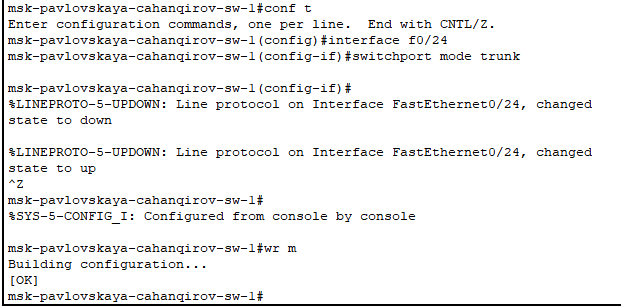 msk-pavlovskaya-cahanqirov-sw-1#conf t
Enter configuration commands, one per line.  End with CNTL/Z.
msk-pavlovskaya-cahanqirov-sw-1(config)#interface f0/24
msk-pavlovskaya-cahanqirov-sw-1(config-if)#switchport mode trunk

msk-pavlovskaya-cahanqirov-sw-1(config-if)#
%LINEPROTO-5-UPDOWN: Line protocol on Interface FastEthernet0/24, changed
state to down

%LINEPROTO-5-UPDOWN: Line protocol on Interface FastEthernet0/24, changed
state to up
^Z
msk-pavlovskaya-cahanqirov-sw-1#
%SYS-5-CONFIG_I: Configured from console by console

msk-pavlovskaya-cahanqirov-sw-1#wr m
Building configuration...
[OK]
msk-pavlovskaya-cahanqirov-sw-1#